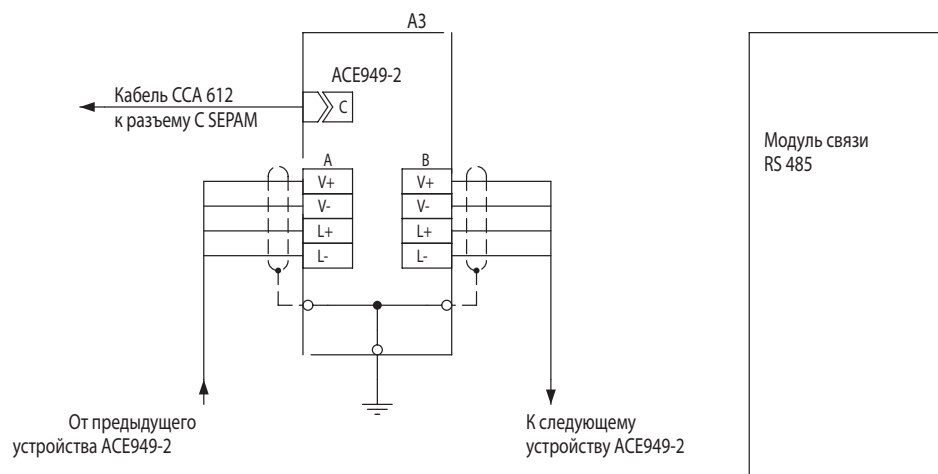 A3
ACE949-2
Кабель CCA 612
к разъему C SEPAM
C
Модуль связи
RS 485
A
B
V+
V+
V-
V-
L+
L+
L-
L-
От предыдущего
устройства ACE949-2
К следующему
устройству ACE949-2